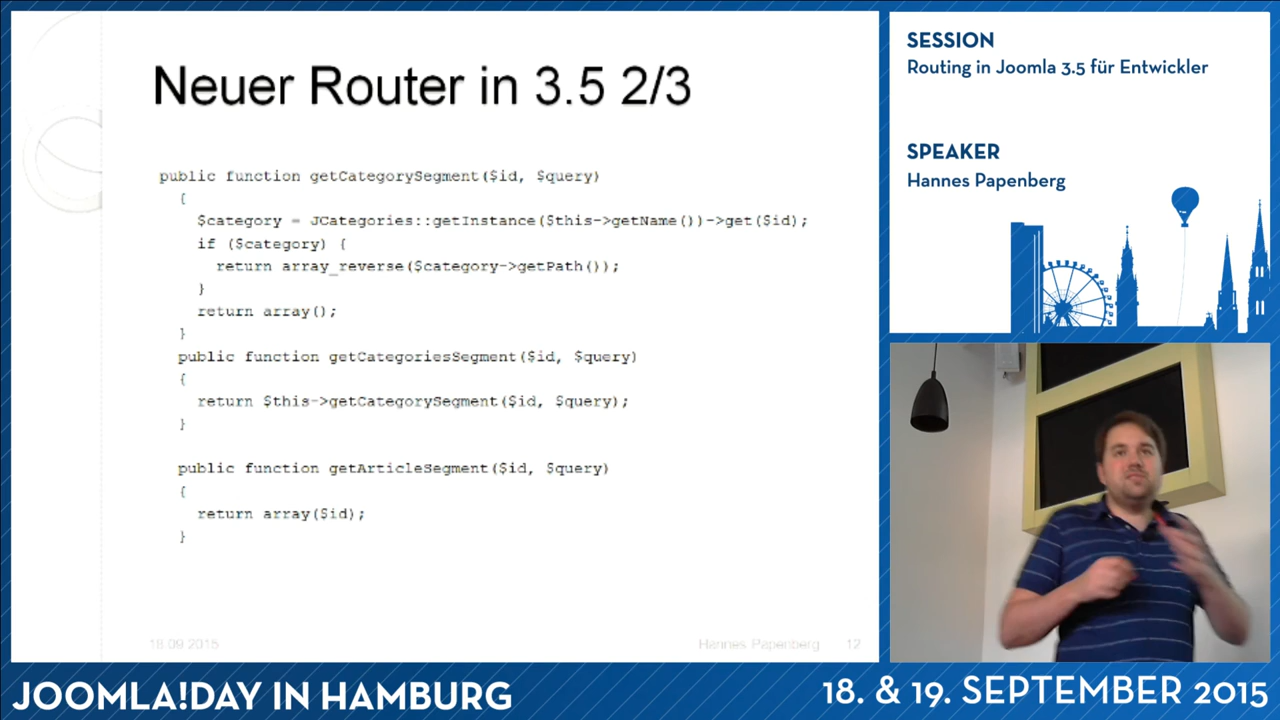 Neuer Router in 3.5 2/3
public function getCategorySegment($id, $query)
{
$category = JCategories::getInstance($this->getName())->get($id);
if ($category) {
return array_reverse($category->getPath());
}
return array();
}
public function getCategoriesSegment($id, $query)
{
return $this->getCategorySegment($id, $query);
}
public function getArticleSegment($id, $query)
{
return array($id);
}
18.09.2015
Hannes Papenberg
12
SESSION
Routing in Joomla 3.5 für Entwickler
SPEAKER
Hannes Papenberg
JOOMLA!DAY IN HAMBURG
18. & 19. SEPTEMBER 2015